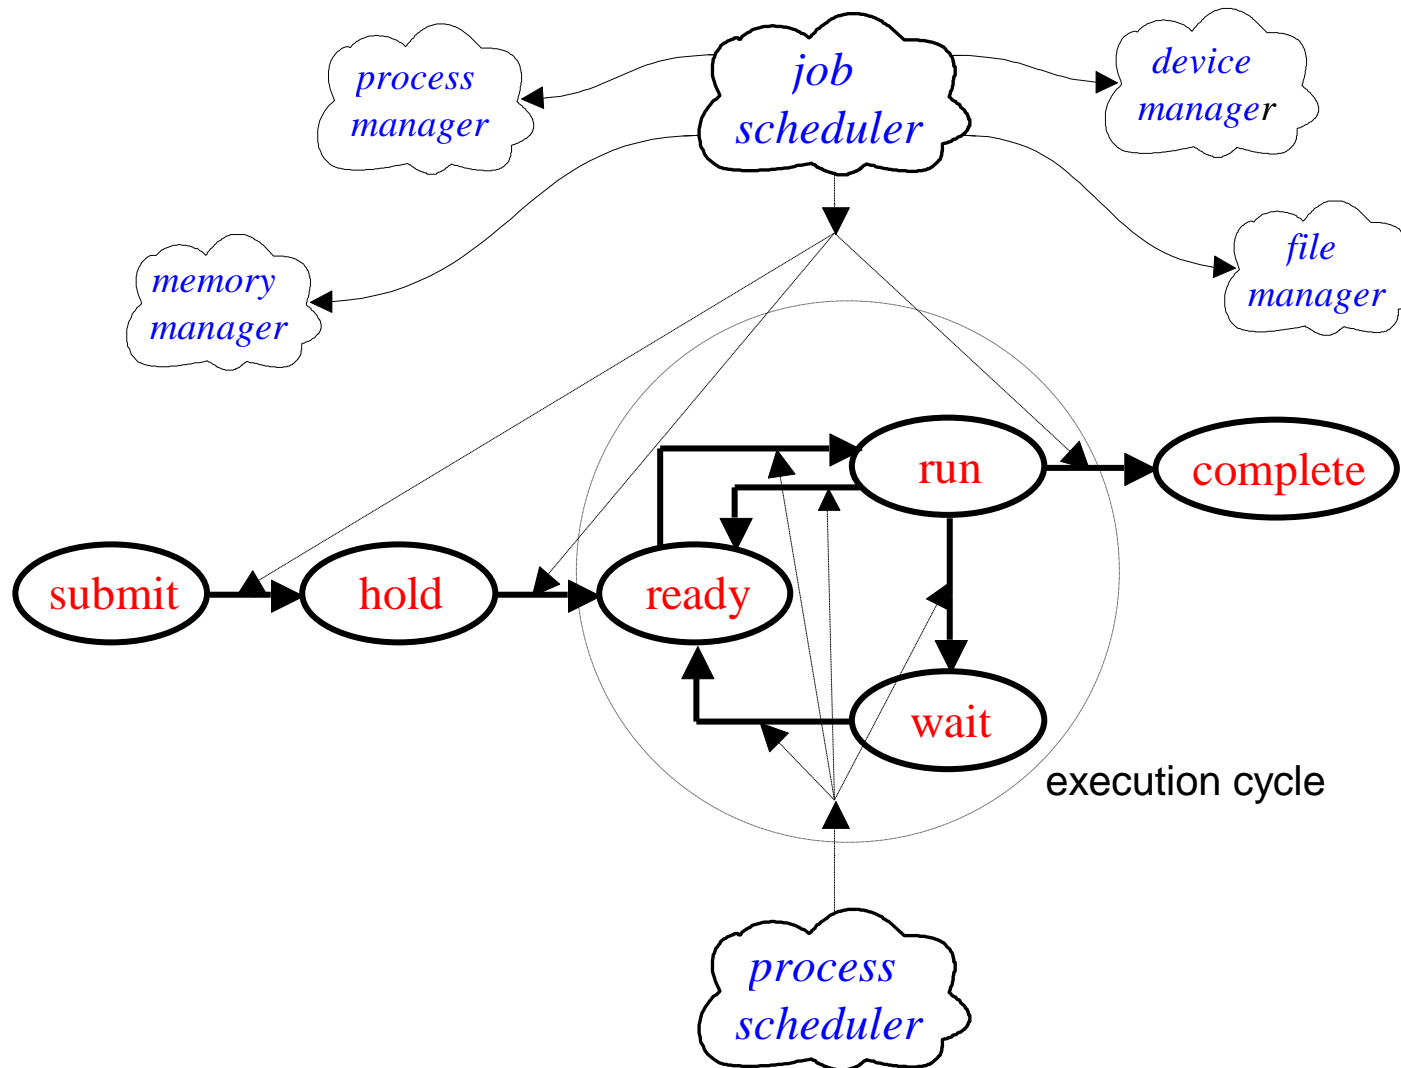 process
manager
job
scheduler
device
manager
memory
manager
file
manager
run
complete
submit
hold
ready
wait
execution cycle
process
scheduler